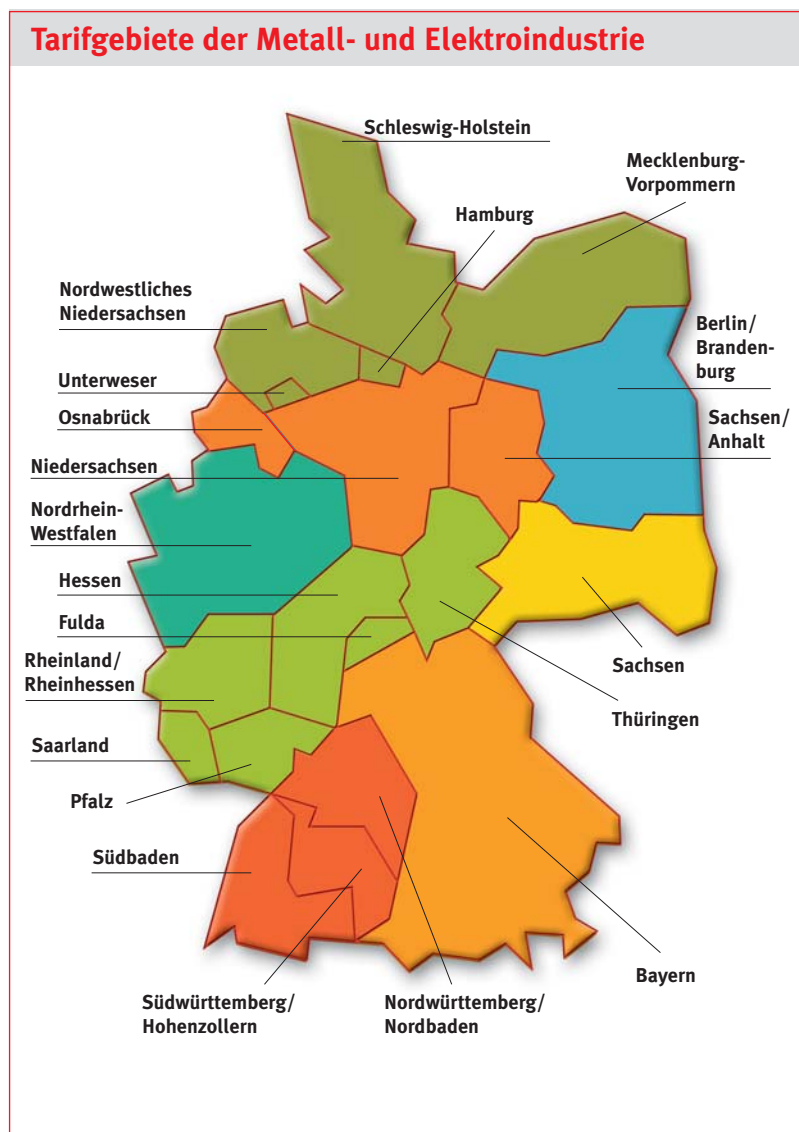 Tarifgebiete der Metall- und Elektroindustrie
Schleswig-Holstein
Mecklenburg-
Vorpommern
Hamburg
Nordwestliches
Niedersachsen
Berlin/
Branden-
burg
Unterweser
Osnabrück
Sachsen/
Anhalt
Niedersachsen
Nordrhein-
Westfalen
Hessen
Fulda
Rheinland/
Rheinhessen
Sachsen
Thüringen
Saarland
Pfalz
Südbaden
Bayern
Südwürttemberg/
Hohenzollern
Nordwürttemberg/
Nordbaden